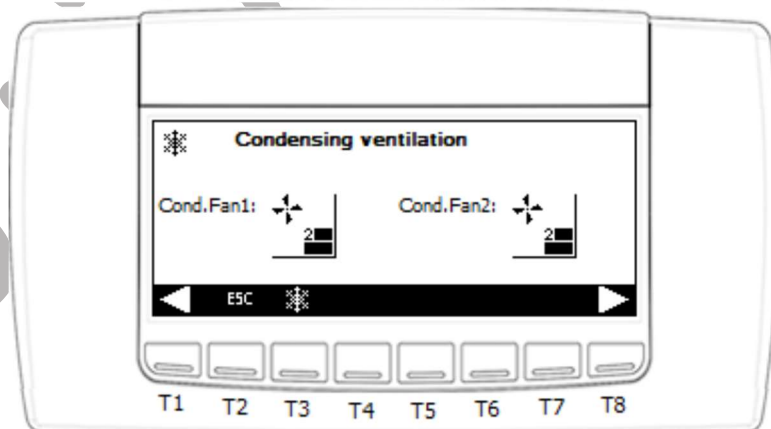 Condensing ventilation
Cond.Fan1:
2
Cond.Fan2:
2
ESC
T1 T2 T3 T4 T5 T6 T7 T8